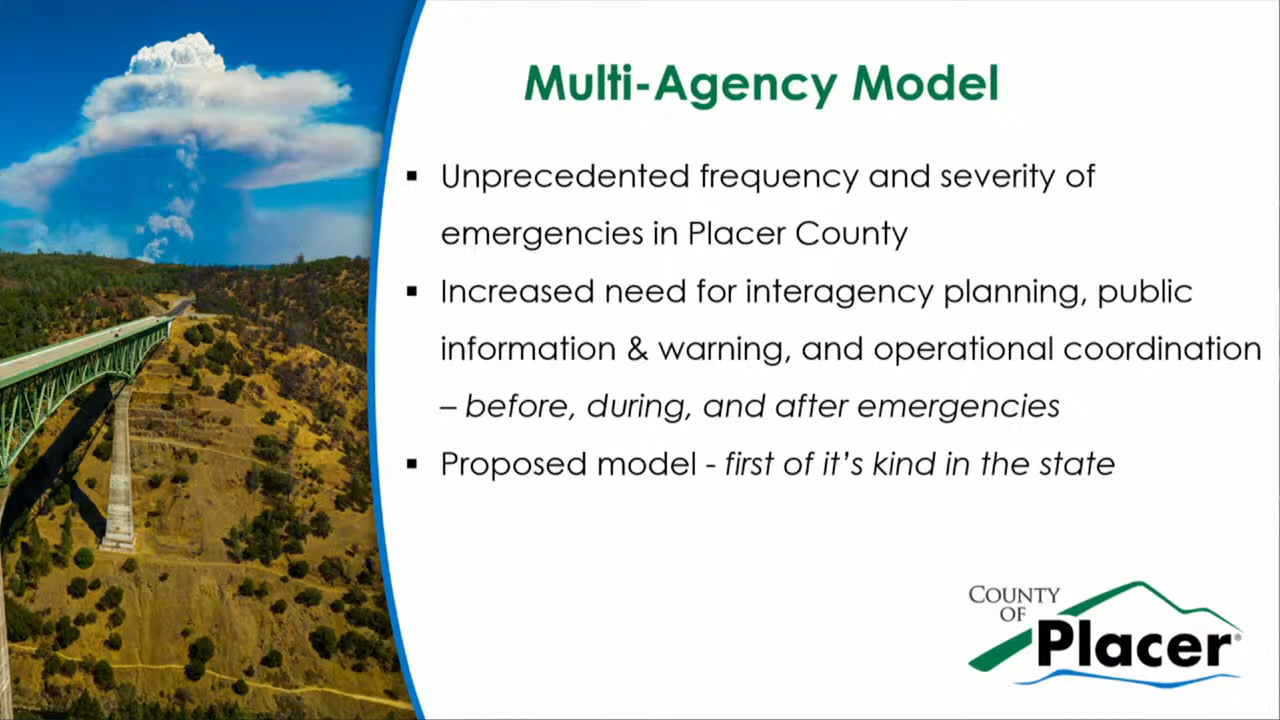 Multi-Agency Model
▪ Unprecedented frequency and severity of
emergencies in Placer County
▪ Increased need for interagency planning, public
information & warning, and operational coordination
– before, during, and after emergencies
▪ Proposed model - first of it's kind in the state
COUNTY
OF
Placer®